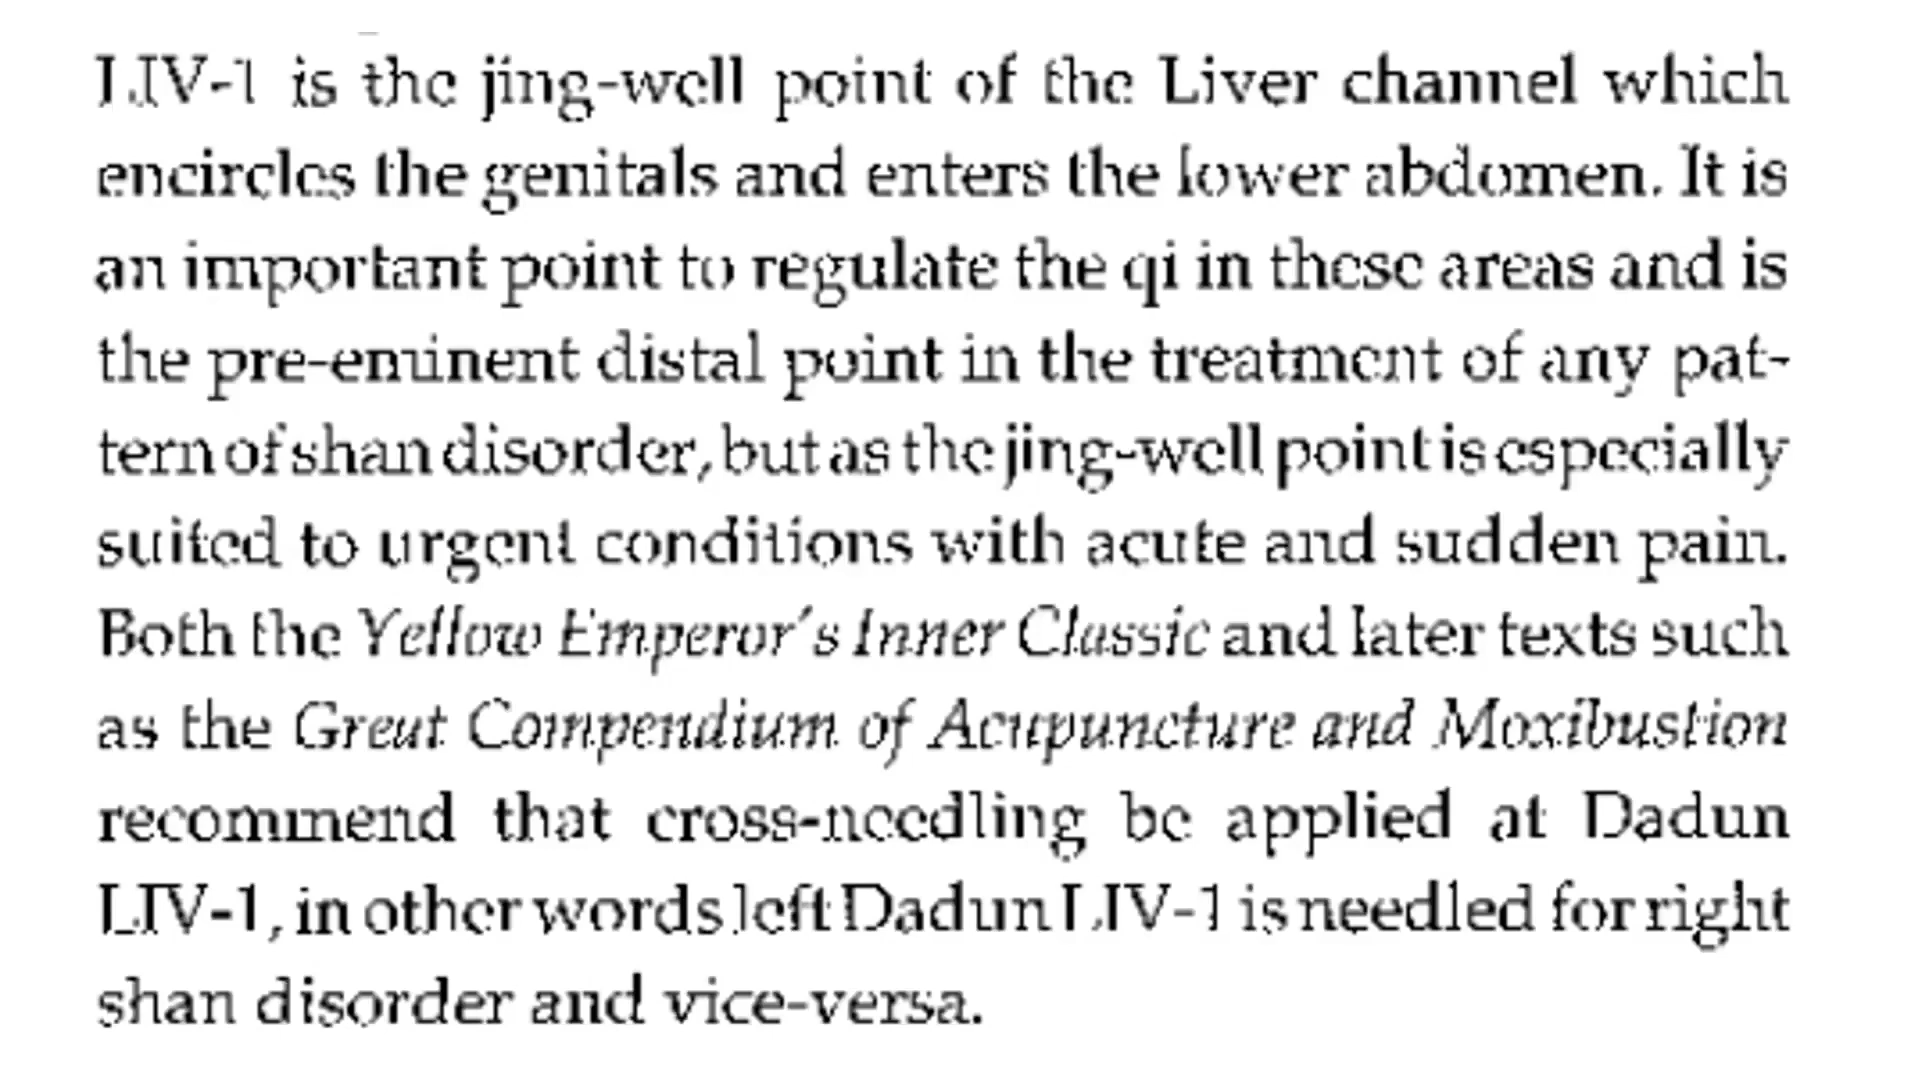 LIV-1 is the jing-well point of the Liver channel which
encircles the genitals and enters the lower abdomen. It is
an important point to regulate the qi in these areas and is
the pre-eminent distal point in the treatment of any pat-
tern of shan disorder, but as the jing-well point is especially
suited to urgent conditions with acute and sudden pain.
Both the Yellow Emperor's Inner Classic and later texts such
as the Great Compendium of Acupuncture and Moxibustion
recommend that cross-needling be applied at Dadun
LIV-1, in other words left Dadun LIV-1 is needled for right
shan disorder and vice-versa.